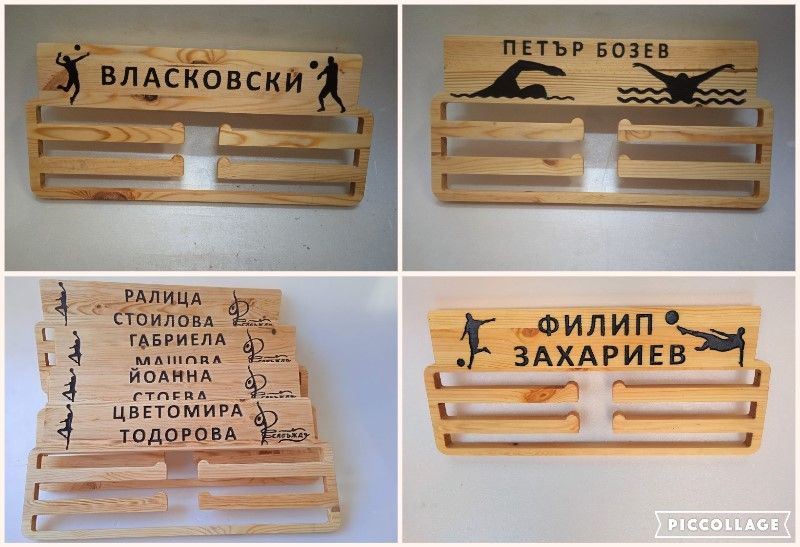 ВЛАСКОВСКИ
ПЕТЪР БОЗЕВ
РАЛИЦА
СТОИЛОВА
ГАБРИЕЛА
МАШОВА
ЙОАННА
СТОЕВА
ЦВЕТОМИРА
ТОДОРОВА
ФИЛИП
ЗАХАРИЕВ
PICCOLLAGE